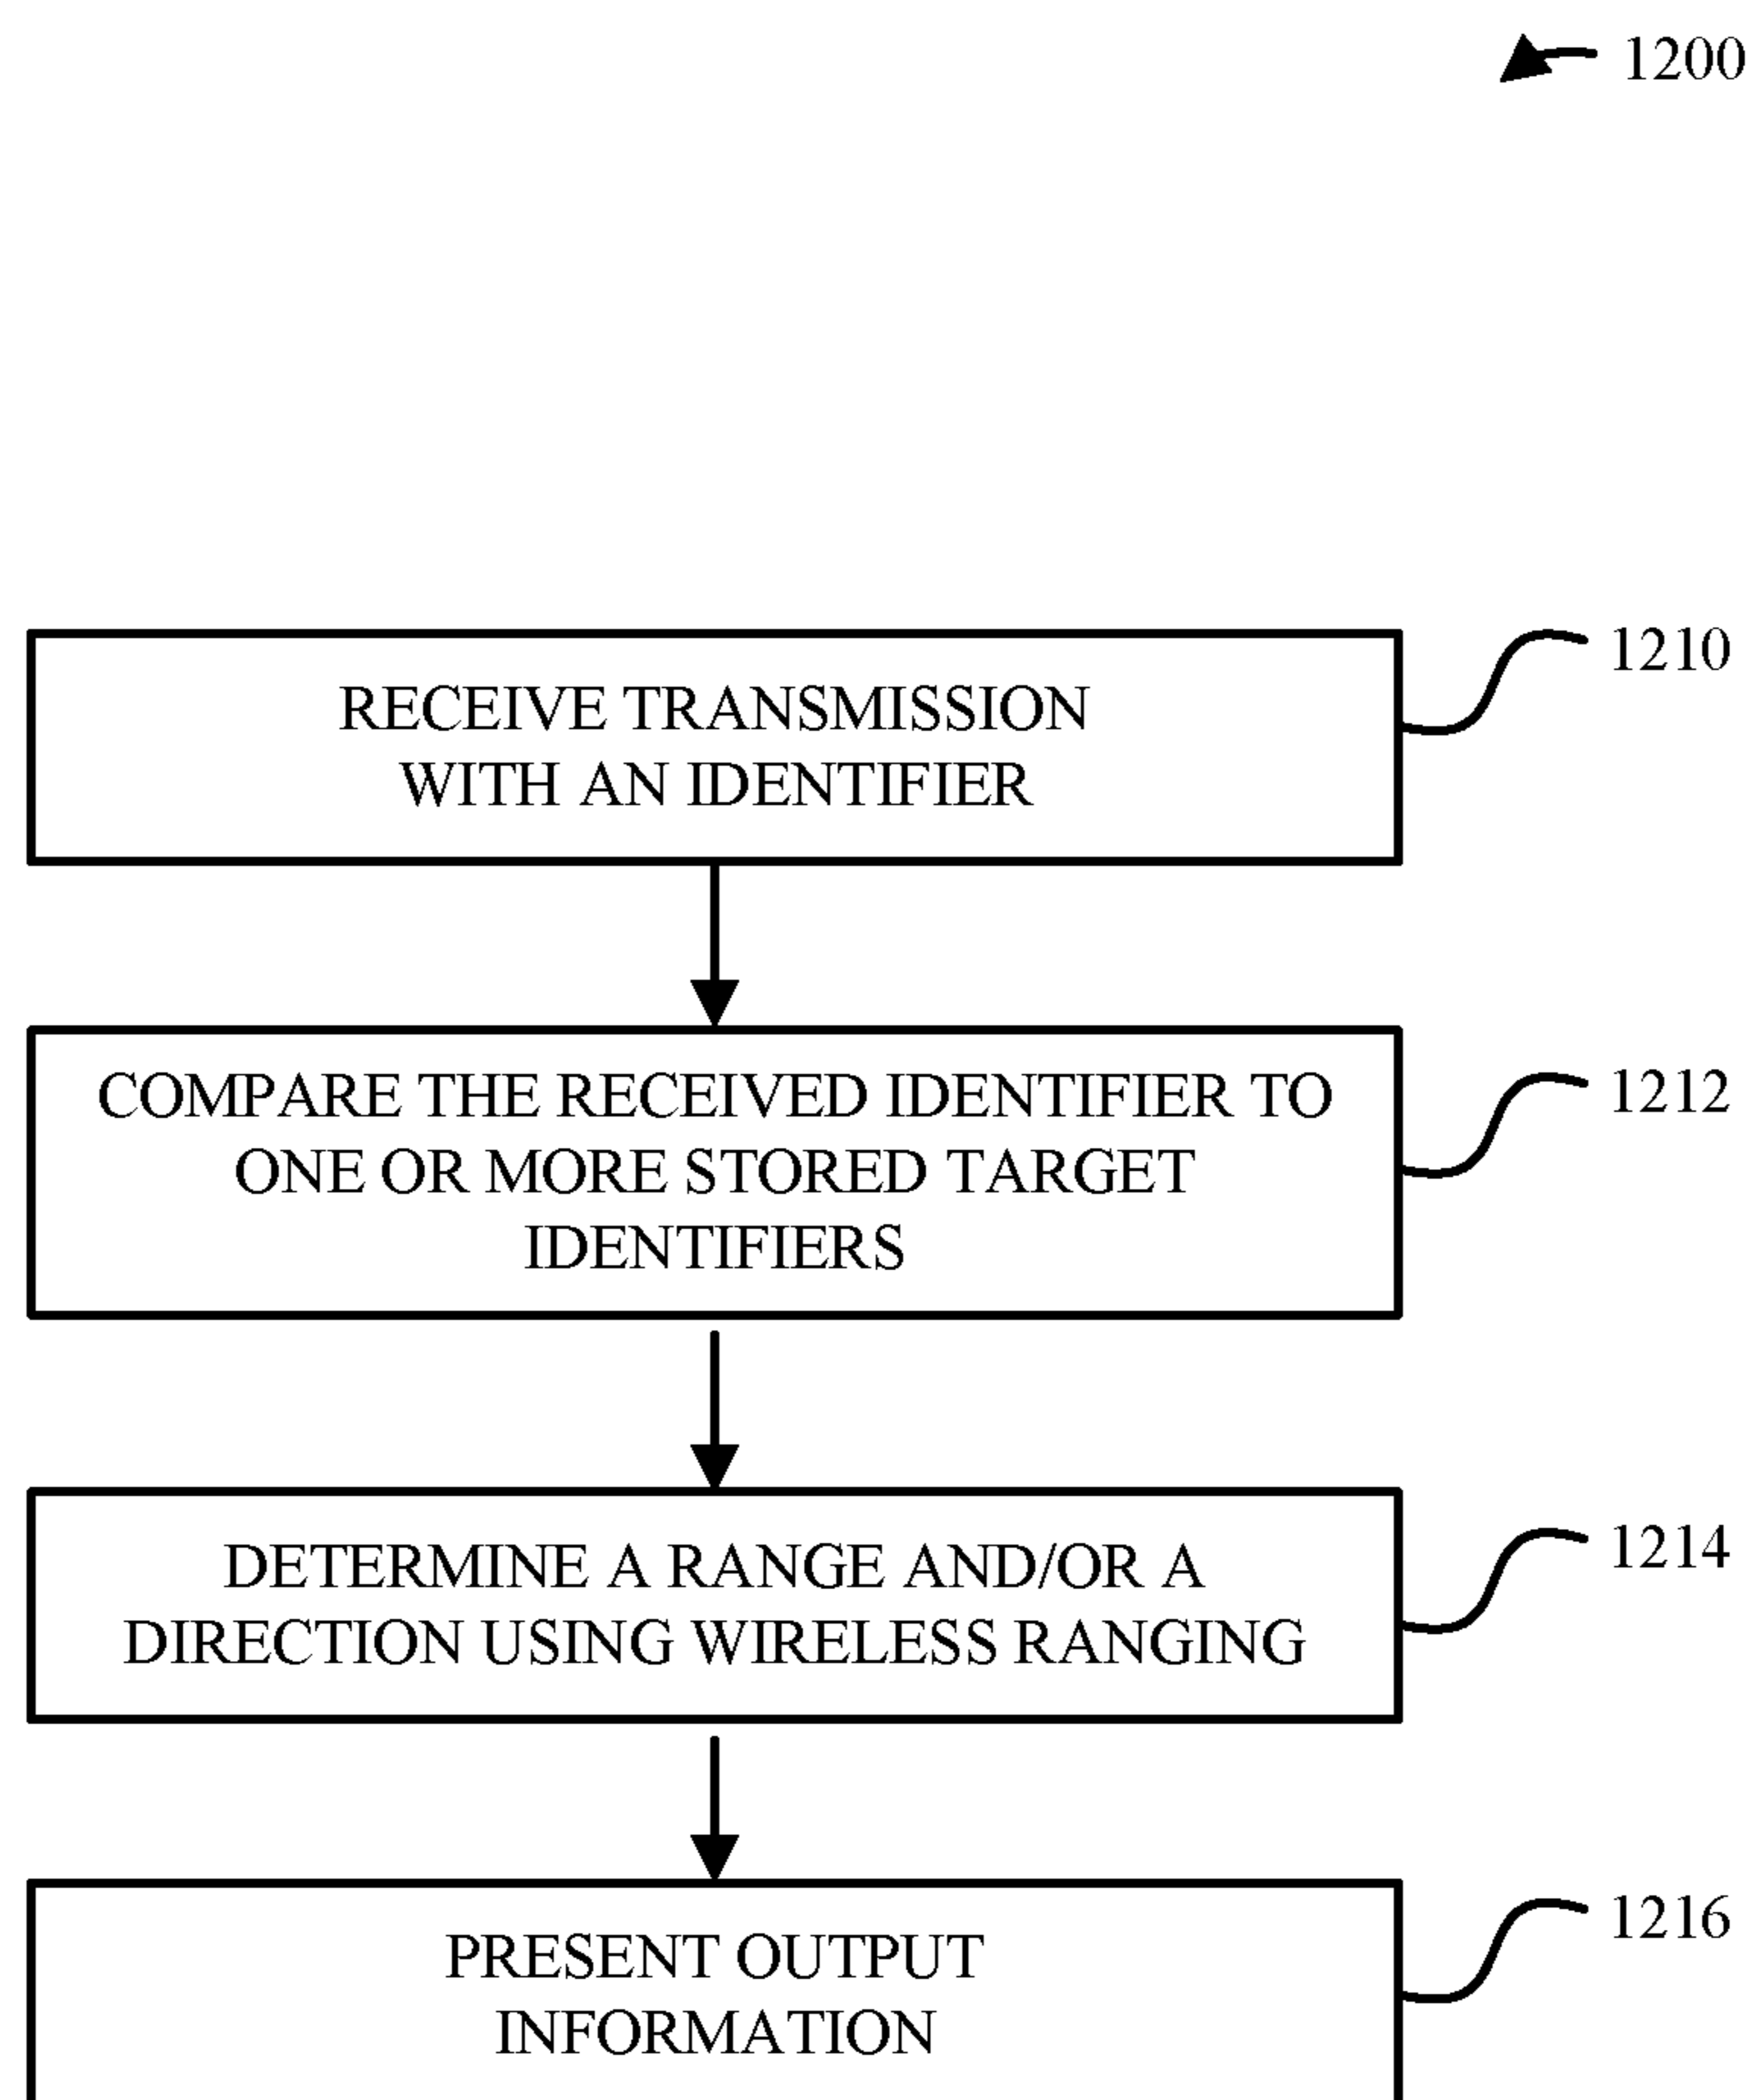 1200
1210
RECEIVE TRANSMISSION
WITH AN IDENTIFIER
1212
COMPARE THE RECEIVED IDENTIFIER TO
ONE OR MORE STORED TARGET
IDENTIFIERS
1214
DETERMINE A RANGE AND/OR A
DIRECTION USING WIRELESS RANGING
1216
PRESENT OUTPUT
INFORMATION